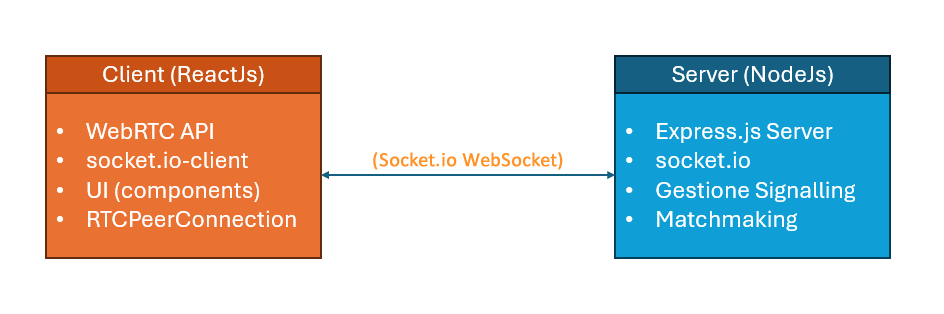 Client (ReactJs)
• WebRTC API
• socket.io-client
• UI (components)
• RTCPeerConnection
(Socket.io WebSocket)
Server (NodeJs)
• Express.js Server
• socket.io
• Gestione Signalling
• Matchmaking